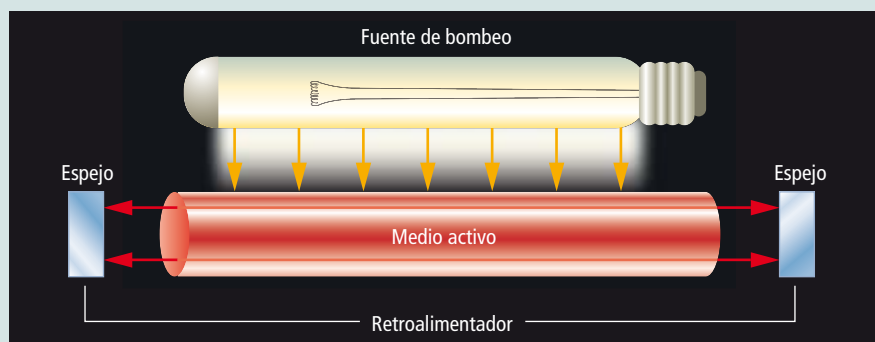 Fuente de bombeo
Espejo
Espejo
Medio activo
Retroalimentador